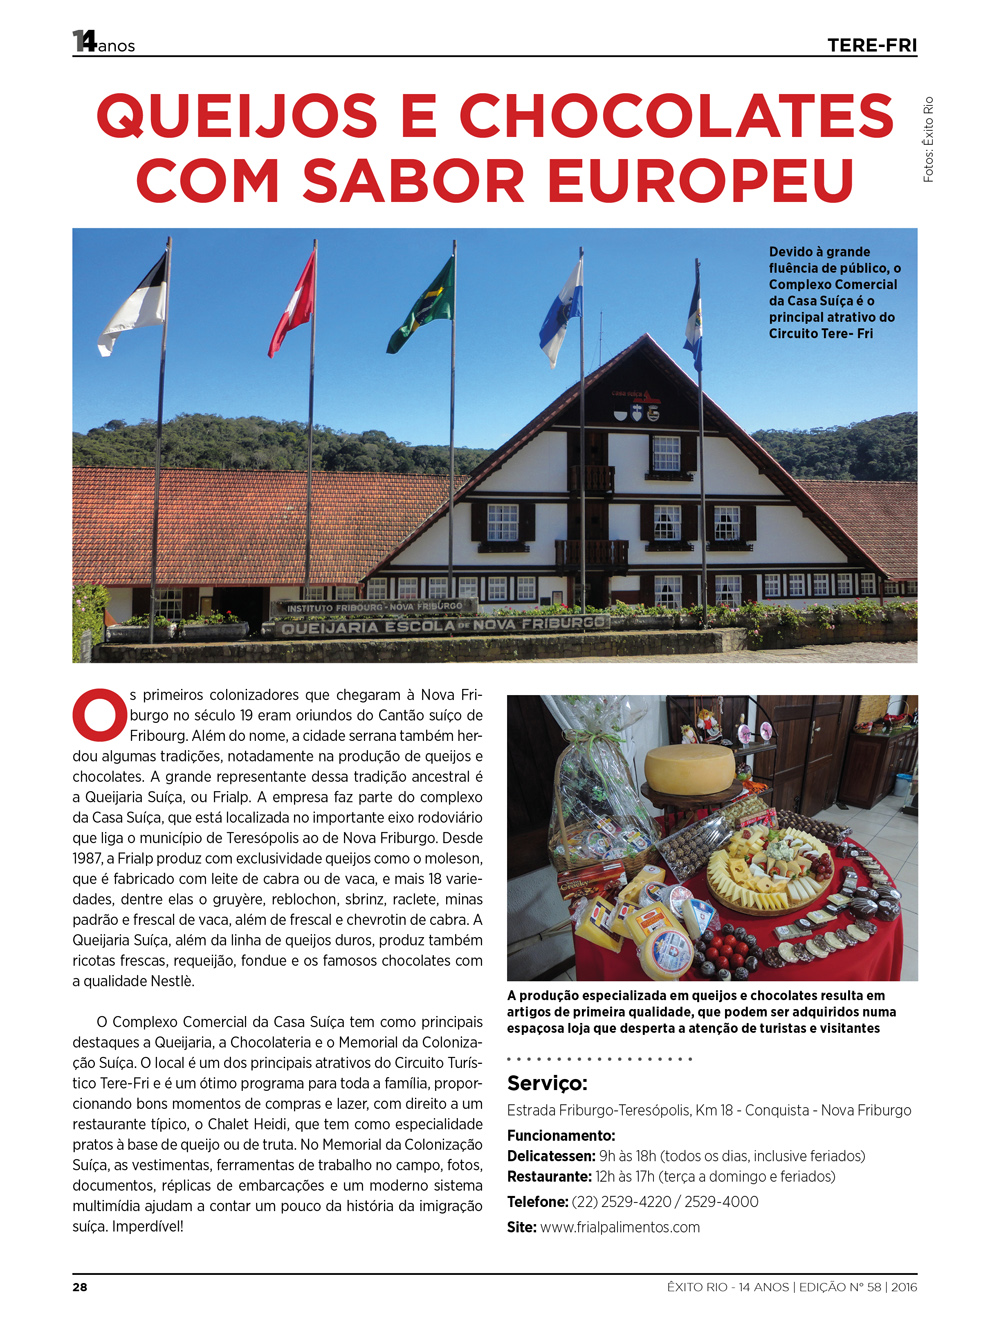 14anos
TERE-FRI
QUEIJOS E CHOCOLATES
COM SABOR EUROPEU
Fotos: Êxito Rio
Devido à grande
fluência de público, o
Complexo Comercial
da Casa Suíça é o
principal atrativo do
Circuito Tere- Fri
CASA SUÍÇA
INSTITUTO FRIBOURG - NOVA FRIBURGO
QUEIJARIA ESCOLA DE NOVA FRIBURGO
Os primeiros colonizadores que chegaram à Nova Fri-
burgo no século 19 eram oriundos do Cantão suíço de
Fribourg. Além do nome, a cidade serrana também her-
dou algumas tradições, notadamente na produção de queijos e
chocolates. A grande representante dessa tradição ancestral é
a Queijaria Suíça, ou Frialp. A empresa faz parte do complexo
da Casa Suíça, que está localizada no importante eixo rodoviário
que liga o município de Teresópolis ao de Nova Friburgo. Desde
1987, a Frialp produz com exclusividade queijos como o moleson,
que é fabricado com leite de cabra ou de vaca, e mais 18 varie-
dades, dentre elas o gruyère, reblochon, sbrinz, raclete, minas
padrão e frescal de vaca, além de frescal e chevrotin de cabra. A
Queijaria Suíça, além da linha de queijos duros, produz também
ricotas frescas, requeijão, fondue e os famosos chocolates com
a qualidade Nestlè.
O Complexo Comercial da Casa Suíça tem como principais
destaques a Queijaria, a Chocolateria e o Memorial da Coloniza-
ção Suíça. O local é um dos principais atrativos do Circuito Turís-
tico Tere-Fri e é um ótimo programa para toda a família, propor-
cionando bons momentos de compras e lazer, com direito a um
restaurante típico, o Chalet Heidi, que tem como especialidade
pratos à base de queijo ou de truta. No Memorial da Colonização
Suíça, as vestimentas, ferramentas de trabalho no campo, fotos,
documentos, réplicas de embarcações e um moderno sistema
multimídia ajudam a contar um pouco da história da imigração
suíça. Imperdível!
A produção especializada em queijos e chocolates resulta em
artigos de primeira qualidade, que podem ser adquiridos numa
espaçosa loja que desperta a atenção de turistas e visitantes
Serviço:
Estrada Friburgo-Teresópolis, Km 18 - Conquista - Nova Friburgo
Funcionamento:
Delicatessen: 9h às 18h (todos os dias, inclusive feriados)
Restaurante: 12h às 17h (terça a domingo e feriados)
Telefone: (22) 2529-4220 / 2529-4000
Site: www.frialpalimentos.com
28
ÊXITO RIO - 14 ANOS | EDIÇÃO Nº 58 | 2016